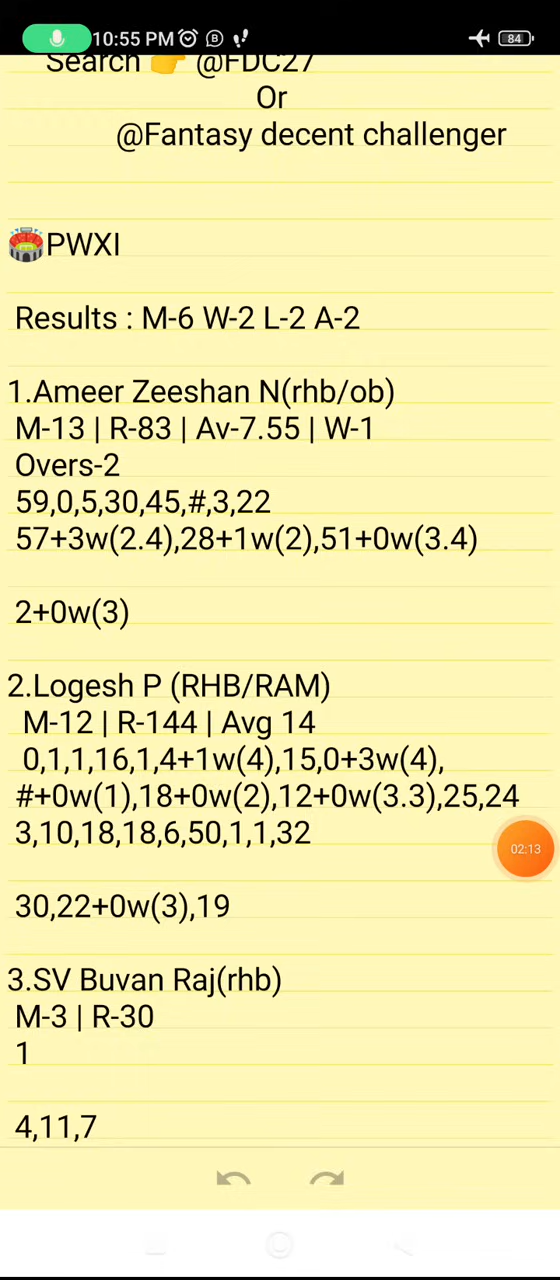 10:55 PM B 84
Search 👉 @FDC27
Or
@Fantasy decent challenger
🏟️PWXI
Results : M-6 W-2 L-2 A-2
1.Ameer Zeeshan N(rhb/ob)
M-13 | R-83 | Av-7.55 | W-1
Overs-2
59,0,5,30,45,#,3,22
57+3w(2.4),28+1w(2),51+0w(3.4)
2+0w(3)
2.Logesh P (RHB/RAM)
M-12 | R-144 | Avg 14
0,1,1,16,1,4+1w(4),15,0+3w(4),
#+0w(1),18+0w(2),12+0w(3.3),25,24
3,10,18,18,6,50,1,1,32
02:13
30,22+0w(3),19
3.SV Buvan Raj(rhb)
M-3 | R-30
1
4,11,7